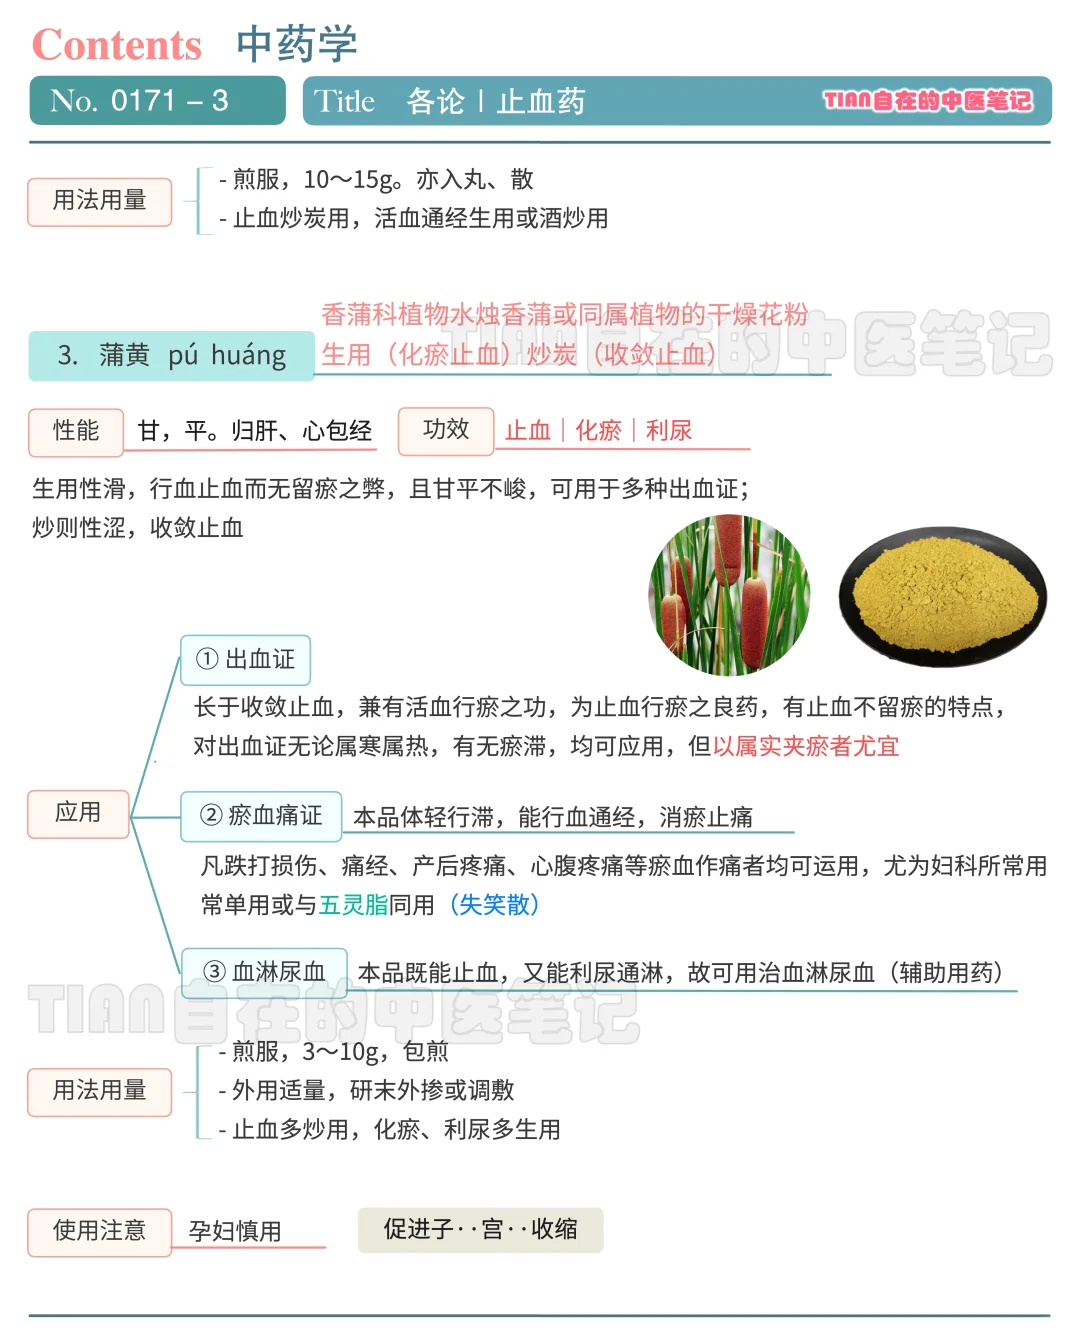 Contents 中药学
No. 0171 – 3
Title 各论 | 止血药
TIAN自在的中医笔记
用法用量
- 煎服，10～15g。亦入丸、散
- 止血炒炭用，活血通经生用或酒炒用
香蒲科植物水烛香蒲或同属植物的干燥花粉
3. 蒲黄 pú huáng
生用（化瘀止血）炒炭（收敛止血）
TIAN自在的中医笔记
性能
甘，平。归肝、心包经
功效
止血｜化瘀｜利尿
生用性滑，行血止血而无留瘀之弊，且甘平不峻，可用于多种出血证；
炒则性涩，收敛止血
① 出血证
长于收敛止血，兼有活血行瘀之功，为止血行瘀之良药，有止血不留瘀的特点，
对出血证无论属寒属热，有无瘀滞，均可应用，但以属实夹瘀者尤宜
应用
② 瘀血痛证
本品体轻行滞，能行血通经，消瘀止痛
凡跌打损伤、痛经、产后疼痛、心腹疼痛等瘀血作痛者均可运用，尤为妇科所常用
常单用或与五灵脂同用（失笑散）
③ 血淋尿血
本品既能止血，又能利尿通淋，故可用治血淋尿血（辅助用药）
TIAN自在的中医笔记
用法用量
- 煎服，3～10g，包煎
- 外用适量，研末外掺或调敷
- 止血多炒用，化瘀、利尿多生用
使用注意
孕妇慎用
促进子··宫··收缩